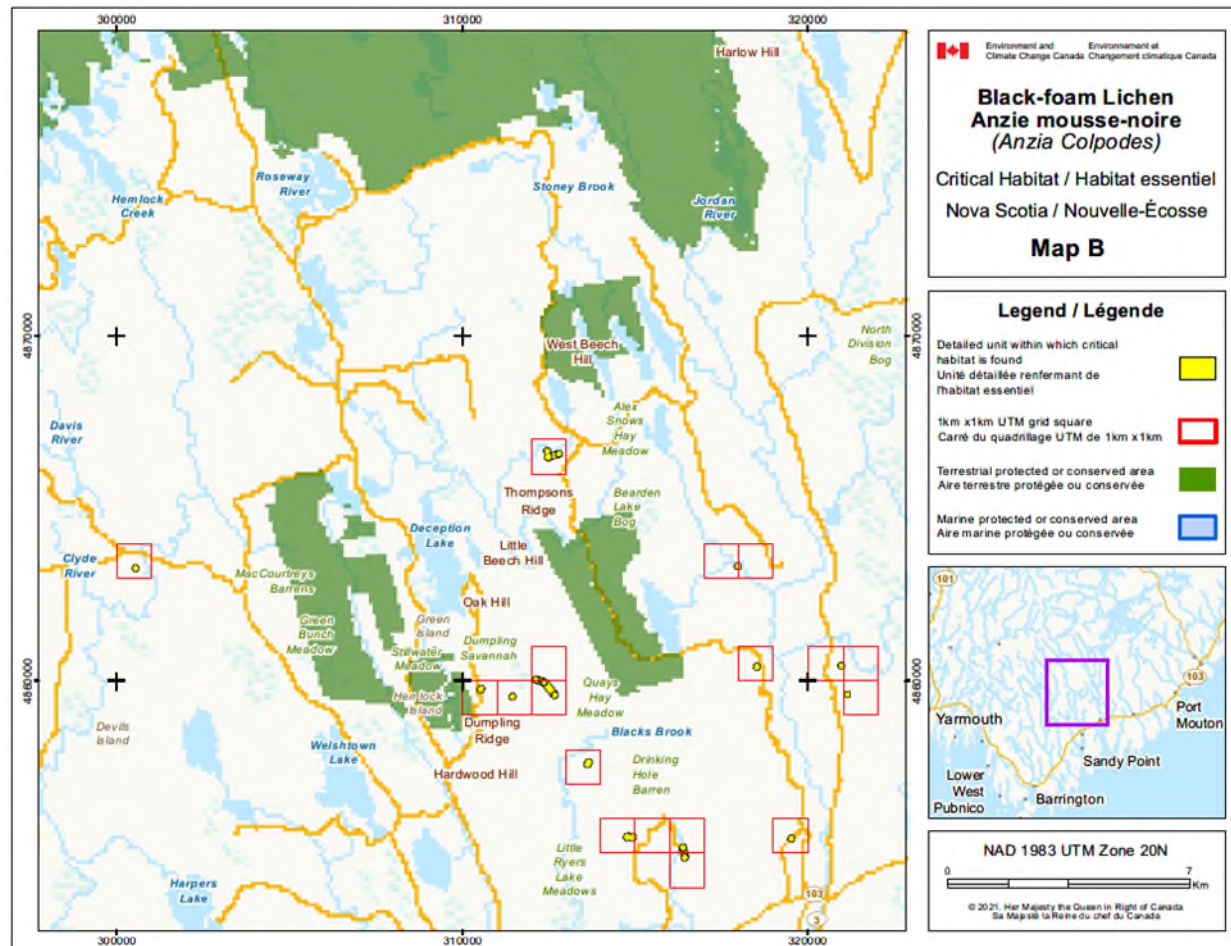 300000
310000
320000
Harlow Hill
Roseway
River
Hemlock
Creek
Stoney Brook
Jordan
River
4870000
4870000
North
Division
Bog
West Beech
Hill
Alex
Snows
Hay
Meadow
Davis
River
Thompsons
Ridge
Bearden
Lake
Bog
Deception
Lake
Little
Beech Hill
Clyde
River
MacCourtreys
Barrens
Oak Hill
Green
Island
Green
Bunch
Meadow
Dumpling
Savannah
Stillwater
Meadow
4860000
4860000
Quays
Hay
Meadow
Hemlock
Island
Devils
Island
Dumpling
Ridge
Blacks Brook
Welshtown
Lake
Hardwood Hill
Drinking
Hole
Barren
Little
Ryers
Lake
Meadows
Harpers
Lake
103
3
300000
310000
320000
Environment and
Climate Change Canada
Environnement et
Changement climatique Canada
Black-foam Lichen
Anzie mousse-noire
(Anzia Colpodes)
Critical Habitat / Habitat essentiel
Nova Scotia / Nouvelle-Écosse
Map B
Legend / Légende
Detailed unit within which critical
habitat is found
Unité détaillée renfermant de
l'habitat essentiel
1km x1km UTM grid square
Carré du quadrillage UTM de 1km x1km
Terrestrial protected or conserved area
Aire terrestre protégée ou conservée
Marine protected or conserved area
Aire marine protégée ou conservée
101
103
Port
Mouton
Yarmouth
Sandy Point
Lower
West
Pubnico
Barrington
NAD 1983 UTM Zone 20N
0
7
Km
© 2021. Her Majesty the Queen in Right of Canada
Sa Majesté la Reine du chef du Canada